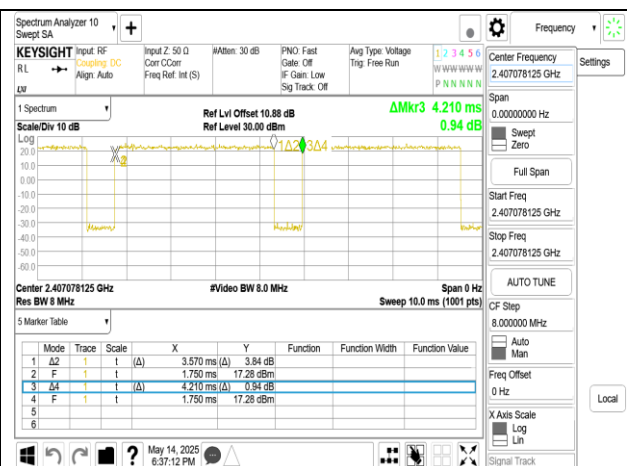 Spectrum Analyzer 10
Swept SA
Frequency
KEYSIGHT
RL
Input: RF
Coupling: DC
Align: Auto
Input Z: 50 Ω
Corr CCorr
Freq Ref: Int (S)
#Atten: 30 dB
PNO: Fast
Gate: Off
IF Gain: Low
Sig Track: Off
Avg Type: Voltage
Trig: Free Run
1 2 3 4 5 6
W W W W W W
P N N N N N
LXI
1 Spectrum
Scale/Div 10 dB
Ref Lvl Offset 10.88 dB
Ref Level 30.00 dBm
ΔMkr3 4.210 ms
0.94 dB
Log
20.0
10.0
0.00
-10.0
-20.0
-30.0
-40.0
-50.0
-60.0
2
1Δ2
3Δ4
Center 2.407078125 GHz
Res BW 8 MHz
#Video BW 8.0 MHz
Span 0 Hz
Sweep 10.0 ms (1001 pts)
5 Marker Table
Mode Trace Scale X Y Function Function Width Function Value
1 Δ2 1 t (Δ) 3.570 ms (Δ) 3.84 dB
2 F 1 t 1.750 ms 17.28 dBm
3 Δ4 1 t (Δ) 4.210 ms (Δ) 0.94 dB
4 F 1 t 1.750 ms 17.28 dBm
5
6
?
May 14, 2025
6:37:12 PM
Center Frequency
2.407078125 GHz
Span
0.00000000 Hz
Swept
Zero
Full Span
Start Freq
2.407078125 GHz
Stop Freq
2.407078125 GHz
AUTO TUNE
CF Step
8.000000 MHz
Auto
Man
Freq Offset
0 Hz
X Axis Scale
Log
Lin
Signal Track
Settings
Local